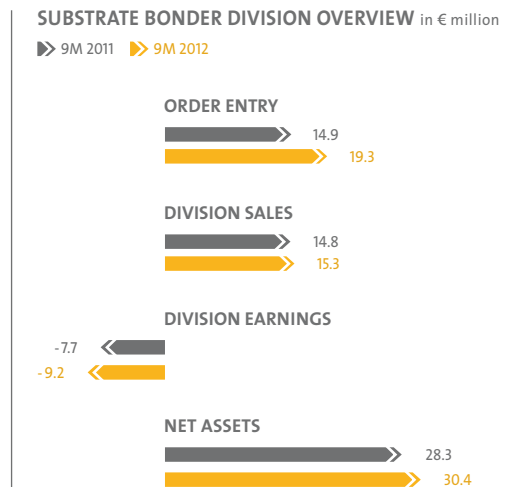 SUBSTRATE BONDER DIVISION OVERVIEW in € million
9M 2011 9M 2012
ORDER ENTRY
14.9
19.3
DIVISION SALES
14.8
15.3
DIVISION EARNINGS
-7.7
-9.2
NET ASSETS
28.3
30.4